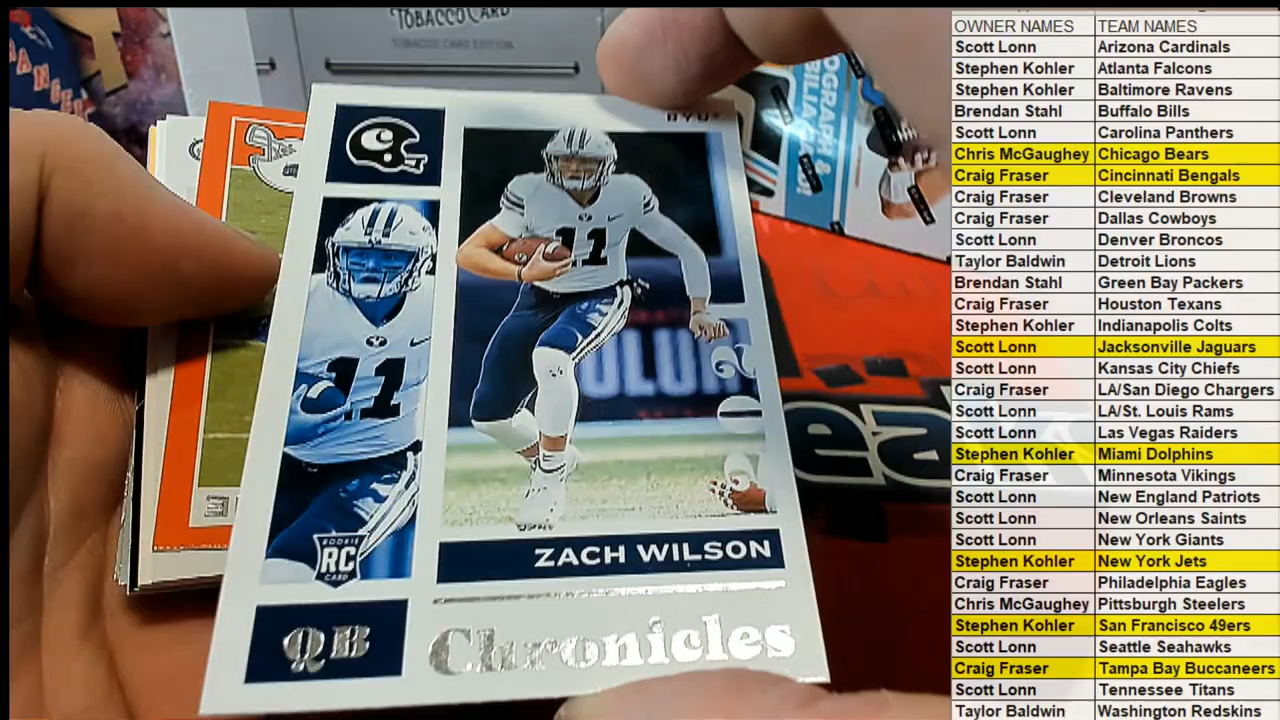 TOBACCO CARD
TOBACCO CARD EDITION
ANGE
BYU
11
11
ZACH WILSON
ROOKIE
RC
CARD
QB
Chronicles
OWNER NAMES TEAM NAMES
Scott Lonn Arizona Cardinals
Stephen Kohler Atlanta Falcons
Stephen Kohler Baltimore Ravens
Brendan Stahl Buffalo Bills
Scott Lonn Carolina Panthers
Chris McGaughey Chicago Bears
Craig Fraser Cincinnati Bengals
Craig Fraser Cleveland Browns
Craig Fraser Dallas Cowboys
Scott Lonn Denver Broncos
Taylor Baldwin Detroit Lions
Brendan Stahl Green Bay Packers
Craig Fraser Houston Texans
Stephen Kohler Indianapolis Colts
Scott Lonn Jacksonville Jaguars
Scott Lonn Kansas City Chiefs
Craig Fraser LA/San Diego Chargers
Scott Lonn LA/St. Louis Rams
Scott Lonn Las Vegas Raiders
Stephen Kohler Miami Dolphins
Craig Fraser Minnesota Vikings
Scott Lonn New England Patriots
Scott Lonn New Orleans Saints
Scott Lonn New York Giants
Stephen Kohler New York Jets
Craig Fraser Philadelphia Eagles
Chris McGaughey Pittsburgh Steelers
Stephen Kohler San Francisco 49ers
Scott Lonn Seattle Seahawks
Craig Fraser Tampa Bay Buccaneers
Scott Lonn Tennessee Titans
Taylor Baldwin Washington Redskins